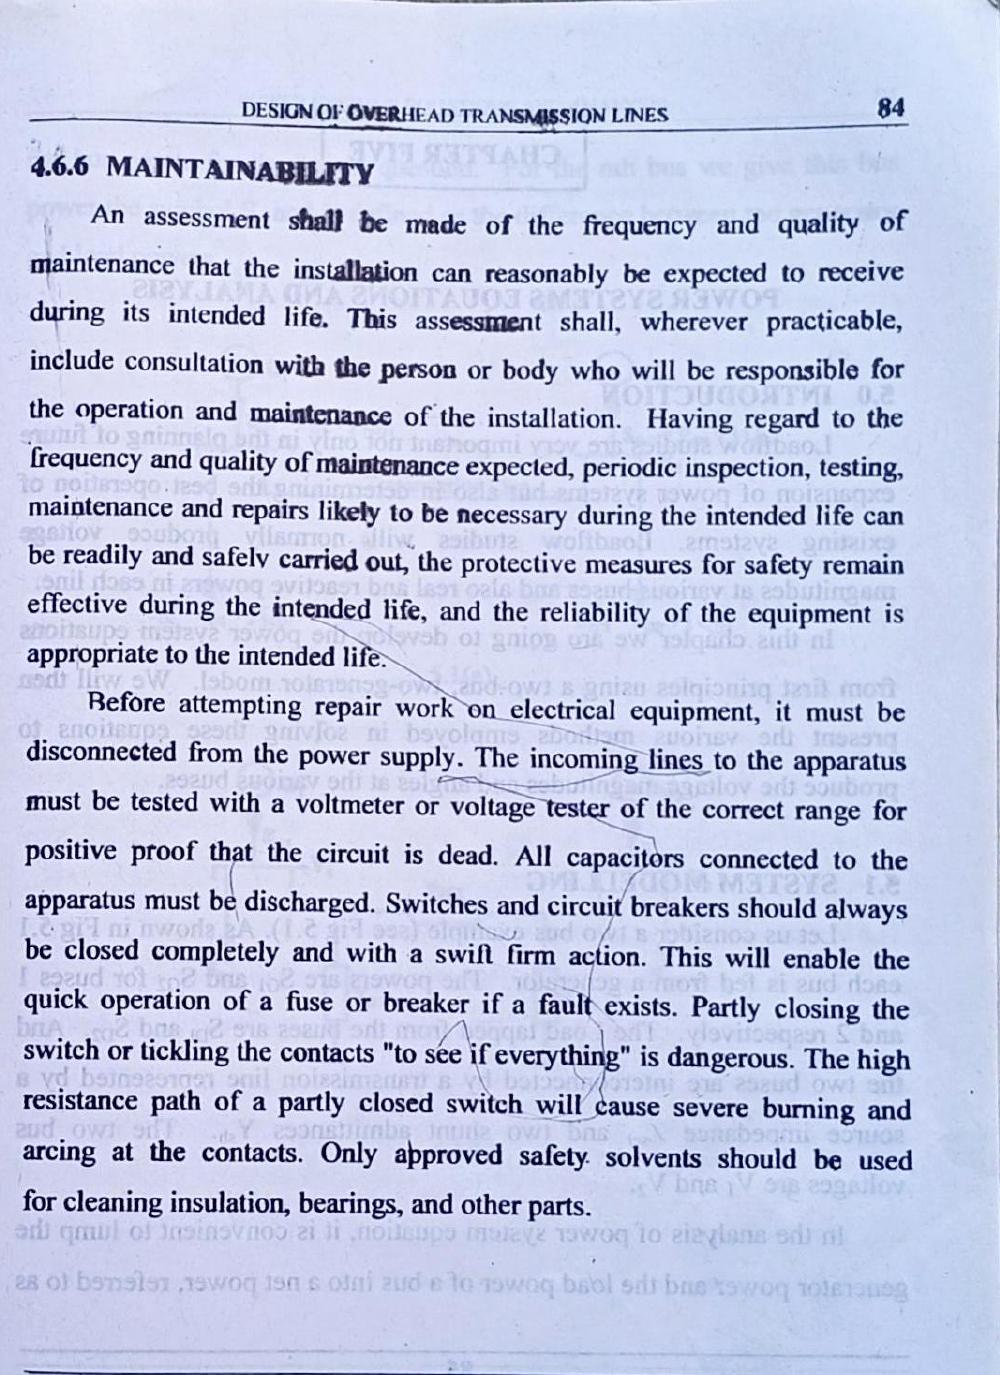 DESIGN OF OVERHEAD TRANSMISSION LINES 84
4.6.6 MAINTAINABILITY
An assessment shall be made of the frequency and quality of
maintenance that the installation can reasonably be expected to receive
during its intended life. This assessment shall, wherever practicable,
include consultation with the person or body who will be responsible for
the operation and maintenance of the installation. Having regard to the
frequency and quality of maintenance expected, periodic inspection, testing,
maintenance and repairs likely to be necessary during the intended life can
be readily and safely carried out, the protective measures for safety remain
effective during the intended life, and the reliability of the equipment is
appropriate to the intended life.
Before attempting repair work on electrical equipment, it must be
disconnected from the power supply. The incoming lines to the apparatus
must be tested with a voltmeter or voltage tester of the correct range for
positive proof that the circuit is dead. All capacitors connected to the
apparatus must be discharged. Switches and circuit breakers should always
be closed completely and with a swift firm action. This will enable the
quick operation of a fuse or breaker if a fault exists. Partly closing the
switch or tickling the contacts "to see if everything" is dangerous. The high
resistance path of a partly closed switch will cause severe burning and
arcing at the contacts. Only approved safety. solvents should be used
for cleaning insulation, bearings, and other parts.